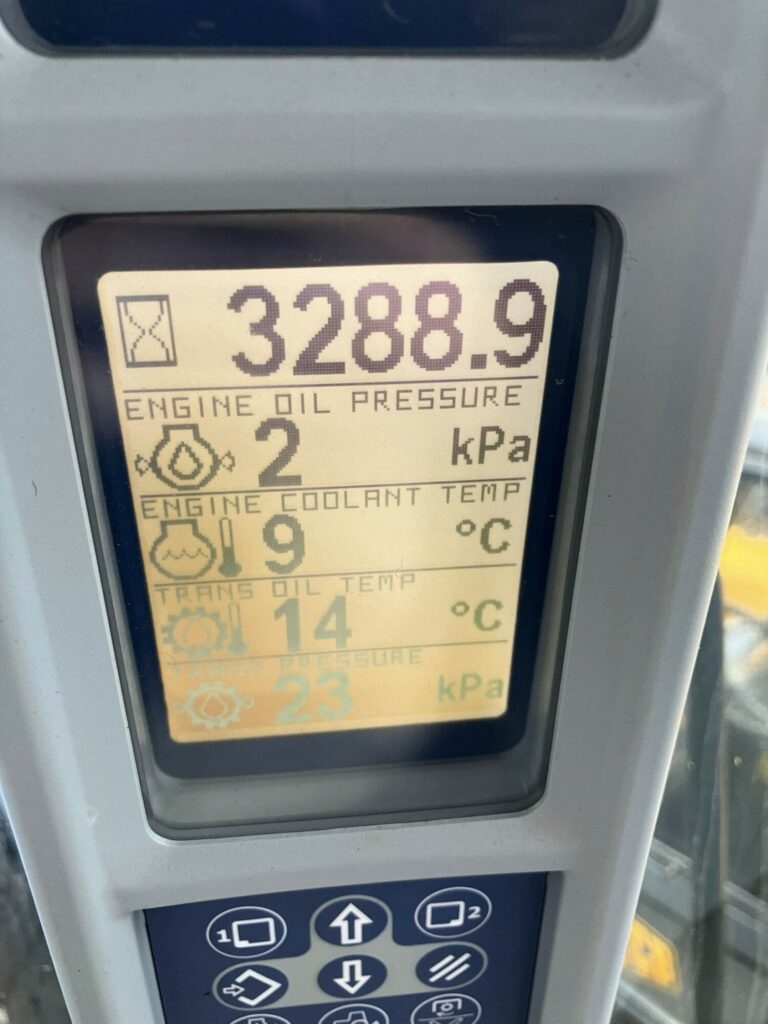 3288.9
ENGINE OIL PRESSURE
2 kPa
ENGINE COOLANT TEMP
9 °C
TRANS OIL TEMP
14 °C
TRANS PRESSURE
23 kPa
1 2